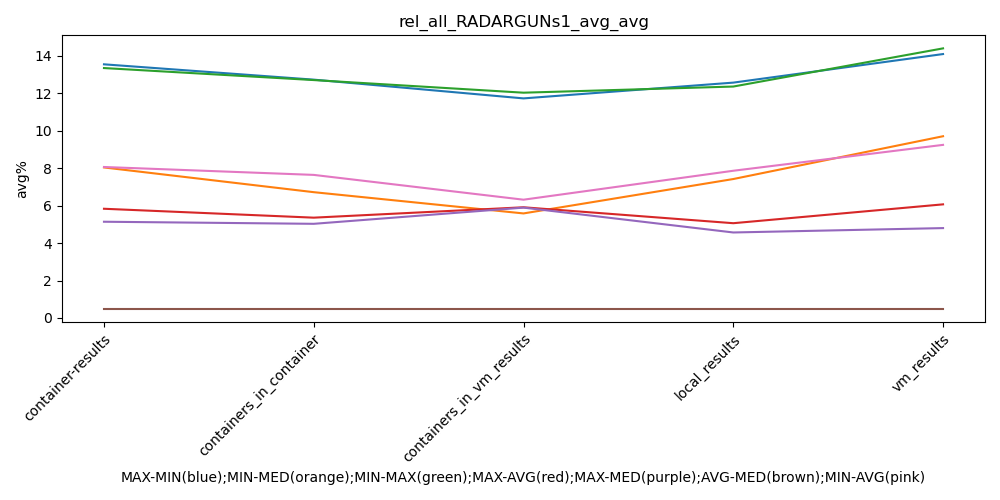 rel_all_RADARGUNs1_avg_avg
avg%
14
12
10
8
6
4
2
0
container-results
containers_in_container
containers_in_vm_results
local_results
vm_results
MAX-MIN(blue);MIN-MED(orange);MIN-MAX(green);MAX-AVG(red);MAX-MED(purple);AVG-MED(brown);MIN-AVG(pink)